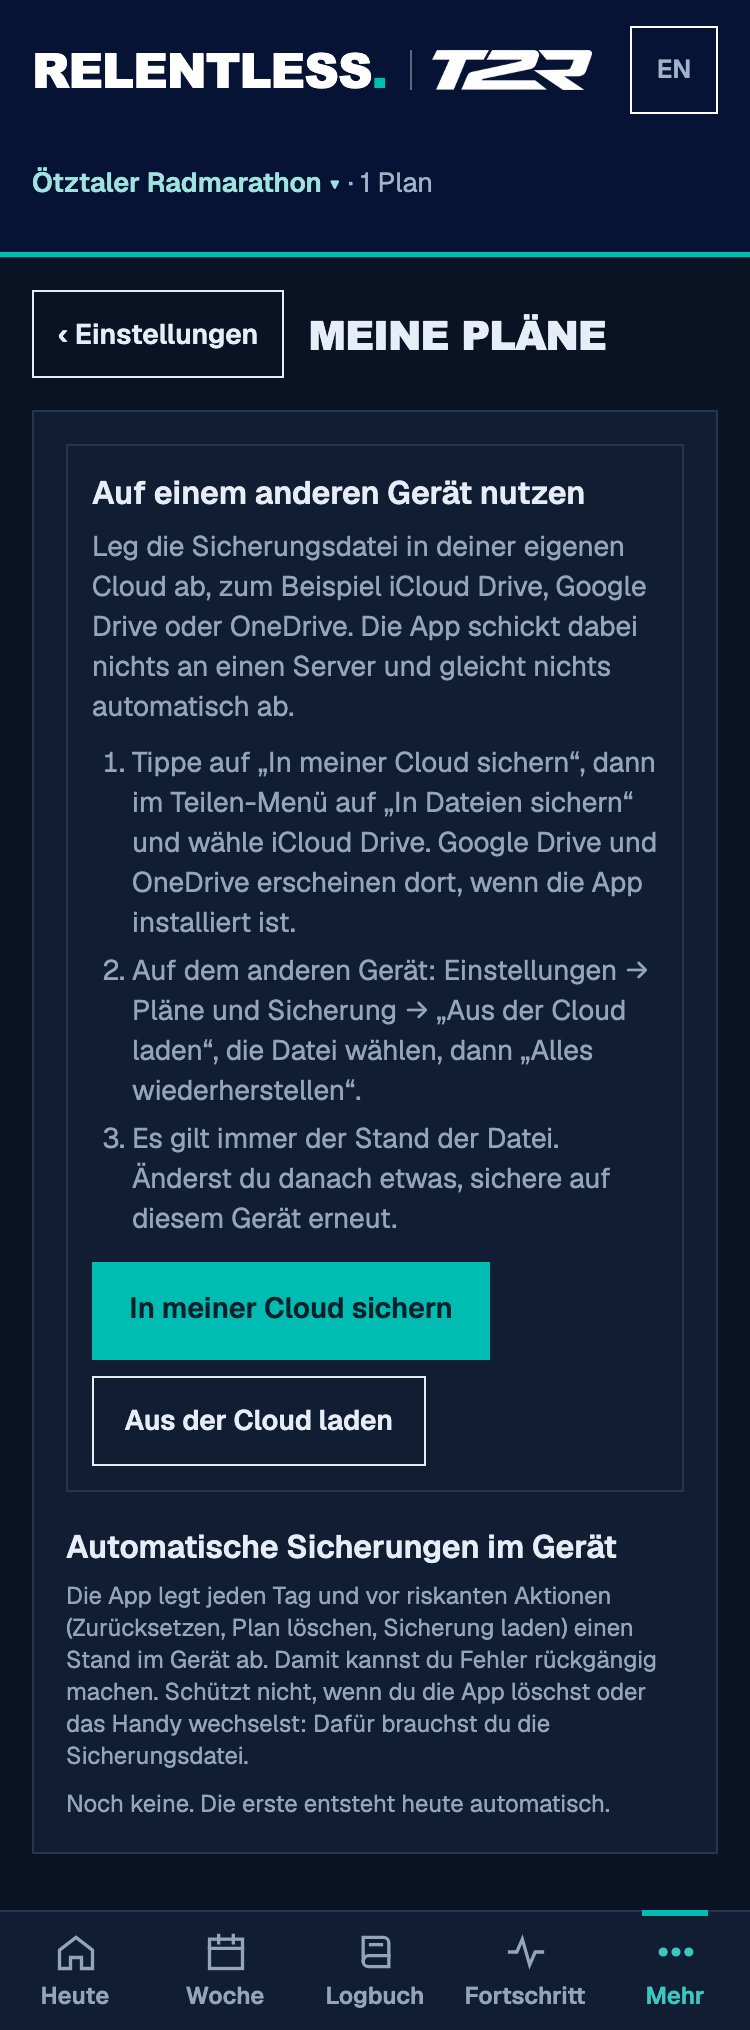 RELENTLESS. | T2R
EN
Ötztaler Radmarathon ▾ · 1 Plan
‹ Einstellungen
MEINE PLÄNE
Auf einem anderen Gerät nutzen
Leg die Sicherungsdatei in deiner eigenen
Cloud ab, zum Beispiel iCloud Drive, Google
Drive oder OneDrive. Die App schickt dabei
nichts an einen Server und gleicht nichts
automatisch ab.
1. Tippe auf „In meiner Cloud sichern“, dann
im Teilen-Menü auf „In Dateien sichern“
und wähle iCloud Drive. Google Drive und
OneDrive erscheinen dort, wenn die App
installiert ist.
2. Auf dem anderen Gerät: Einstellungen →
Pläne und Sicherung → „Aus der Cloud
laden“, die Datei wählen, dann „Alles
wiederherstellen“.
3. Es gilt immer der Stand der Datei.
Änderst du danach etwas, sichere auf
diesem Gerät erneut.
In meiner Cloud sichern
Aus der Cloud laden
Automatische Sicherungen im Gerät
Die App legt jeden Tag und vor riskanten Aktionen
(Zurücksetzen, Plan löschen, Sicherung laden) einen
Stand im Gerät ab. Damit kannst du Fehler rückgängig
machen. Schützt nicht, wenn du die App löschst oder
das Handy wechselst: Dafür brauchst du die
Sicherungsdatei.
Noch keine. Die erste entsteht heute automatisch.
Heute
Woche
Logbuch
Fortschritt
Mehr